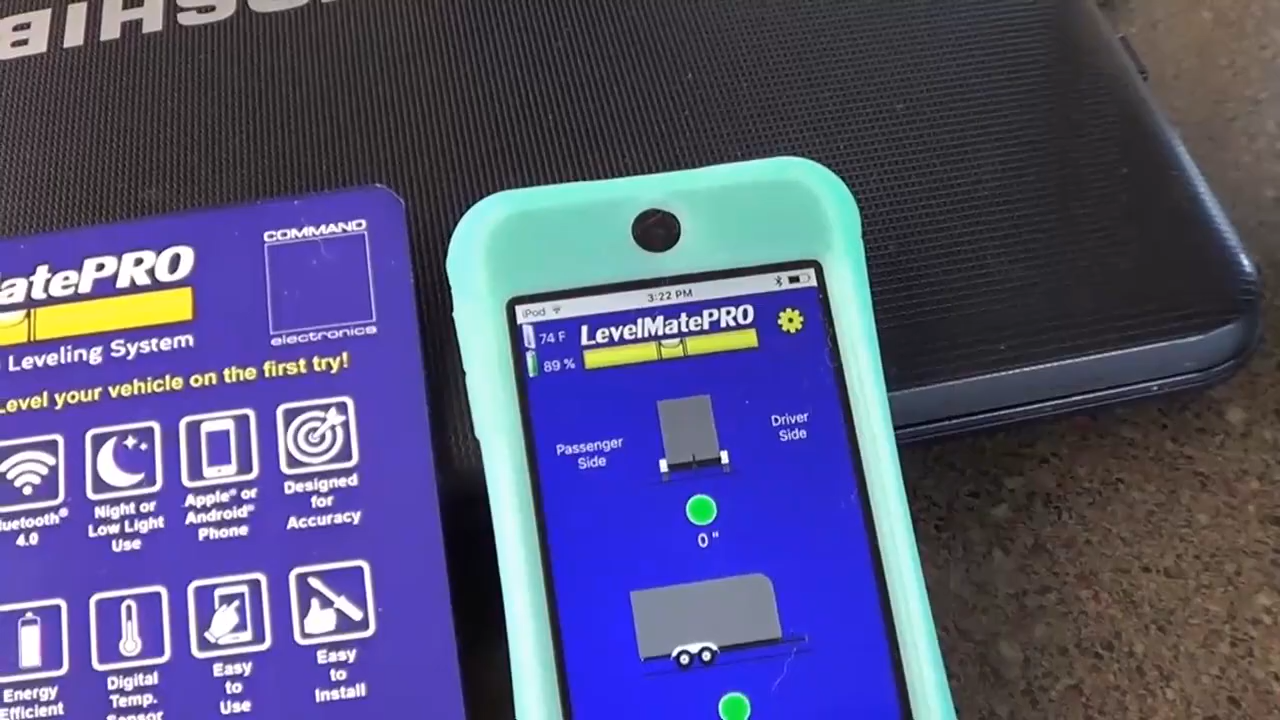 COMMAND
electronics
Leveling System
Level your vehicle on the first try!
4.0
Night or
Low Light
Use
Apple® or
Android®
Phone
Designed
for
Accuracy
Energy
Digital
Temp.
Easy
to
Use
Easy
to
Install
iPod
3:22 PM
74 F
89 %
LevelMatePRO
Passenger
Side
Driver
Side
0 "